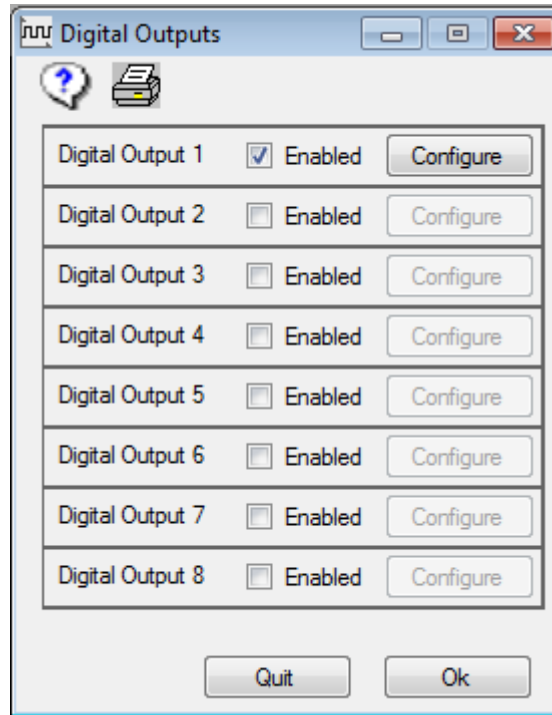 Digital Outputs
?
Digital Output 1 Enabled Configure
Digital Output 2 Enabled Configure
Digital Output 3 Enabled Configure
Digital Output 4 Enabled Configure
Digital Output 5 Enabled Configure
Digital Output 6 Enabled Configure
Digital Output 7 Enabled Configure
Digital Output 8 Enabled Configure
Quit Ok